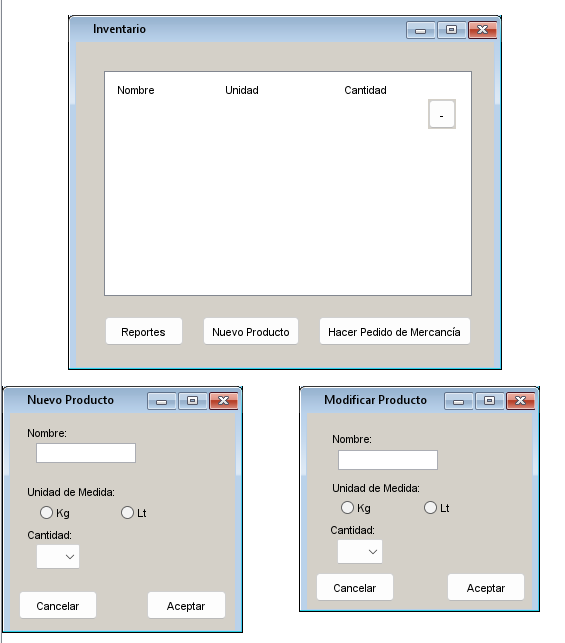 Inventario
Nombre Unidad Cantidad
-
Reportes Nuevo Producto Hacer Pedido de Mercancía
Nuevo Producto
Nombre:
Unidad de Medida:
Kg Lt
Cantidad:
Cancelar Aceptar
Modificar Producto
Nombre:
Unidad de Medida:
Kg Lt
Cantidad:
Cancelar Aceptar